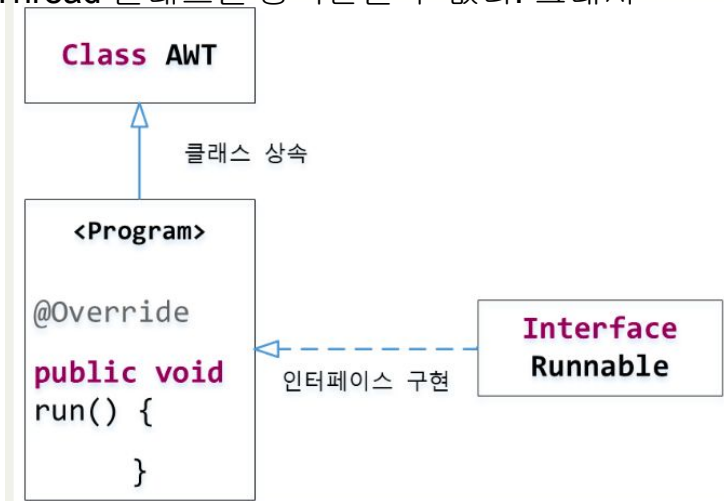 Class AWT
클래스 상속
<Program>
@Override
public void
run() {
}
인터페이스 구현
Interface
Runnable